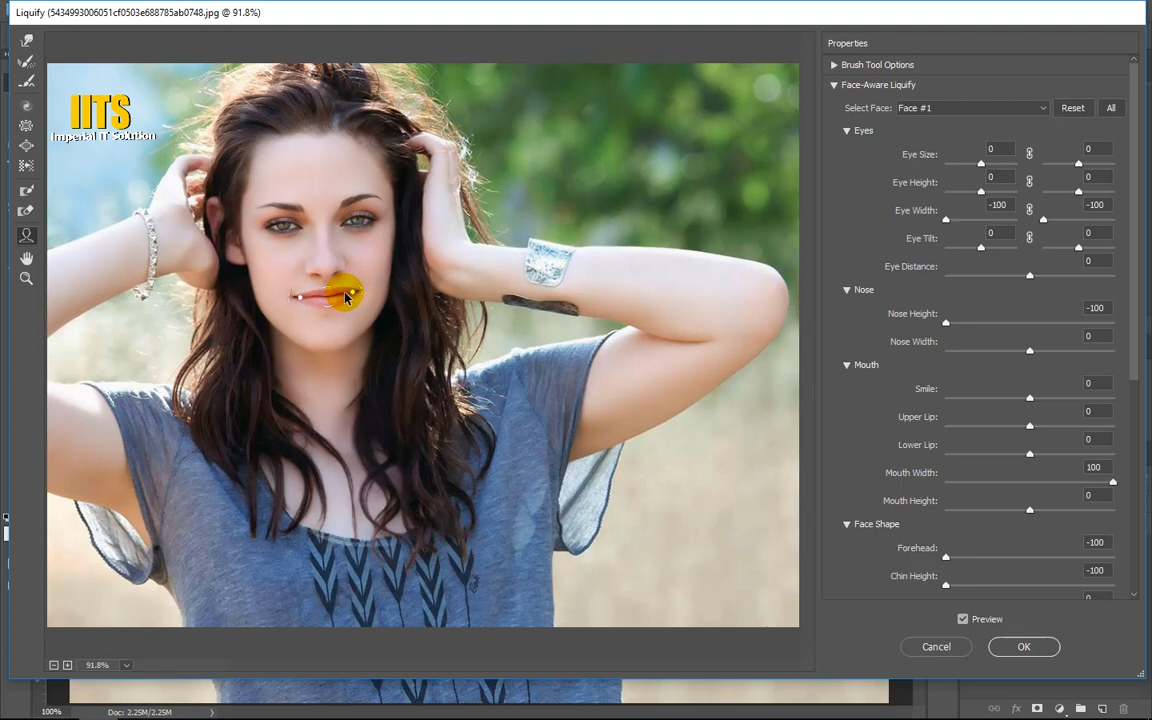 Liquify (5434993006051cf0503e688785ab0748.jpg @ 91.8%)
Properties
Brush Tool Options
Face-Aware Liquify
Select Face: Face #1 Reset All
Eyes
Eye Size: 0 0
Eye Height: 0 0
Eye Width: -100 -100
Eye Tilt: 0 0
Eye Distance: 0
Nose
Nose Height: -100
Nose Width: 0
Mouth
Smile: 0
Upper Lip: 0
Lower Lip: 0
Mouth Width: 100
Mouth Height: 0
Face Shape
Forehead: -100
Chin Height: -100
Preview
Cancel OK
IITS
Imperial IT Solution
91.8%
100% Doc: 2.25M/2.25M
fx